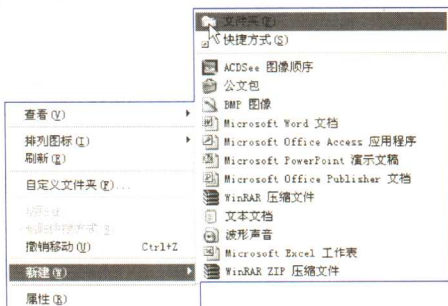 文件夹(F)
快捷方式(S)
ACDSee 图像顺序
公文包
BMP 图像
Microsoft Word 文档
Microsoft Office Access 应用程序
Microsoft PowerPoint 演示文稿
Microsoft Office Publisher 文档
WinRAR 压缩文件
文本文档
波形声音
Microsoft Excel 工作表
WinRAR ZIP 压缩文件
查看(V)
排列图标(I)
刷新(E)
自定义文件夹(F)...
撤销移动(U) Ctrl+Z
新建(W)
属性(R)